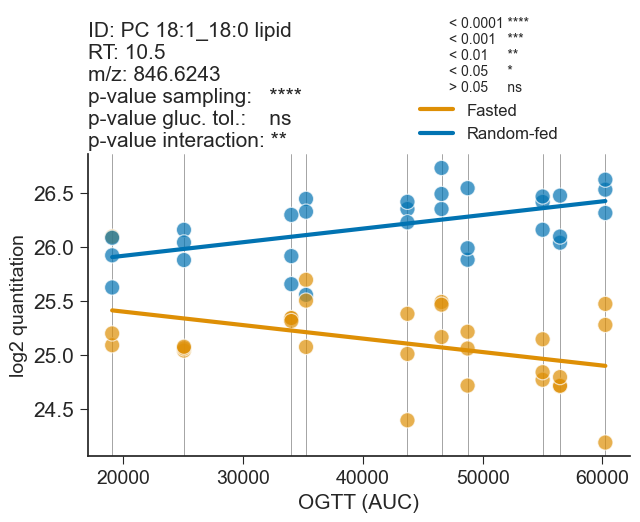 ID: PC 18:1_18:0 lipid
RT: 10.5
m/z: 846.6243
p-value sampling: ****
p-value gluc. tol.: ns
p-value interaction: **
< 0.0001 ****
< 0.001 ***
< 0.01 **
< 0.05 *
> 0.05 ns
Fasted
Random-fed
log2 quantitation
26.5
26.0
25.5
25.0
24.5
20000 30000 40000 50000 60000
OGTT (AUC)